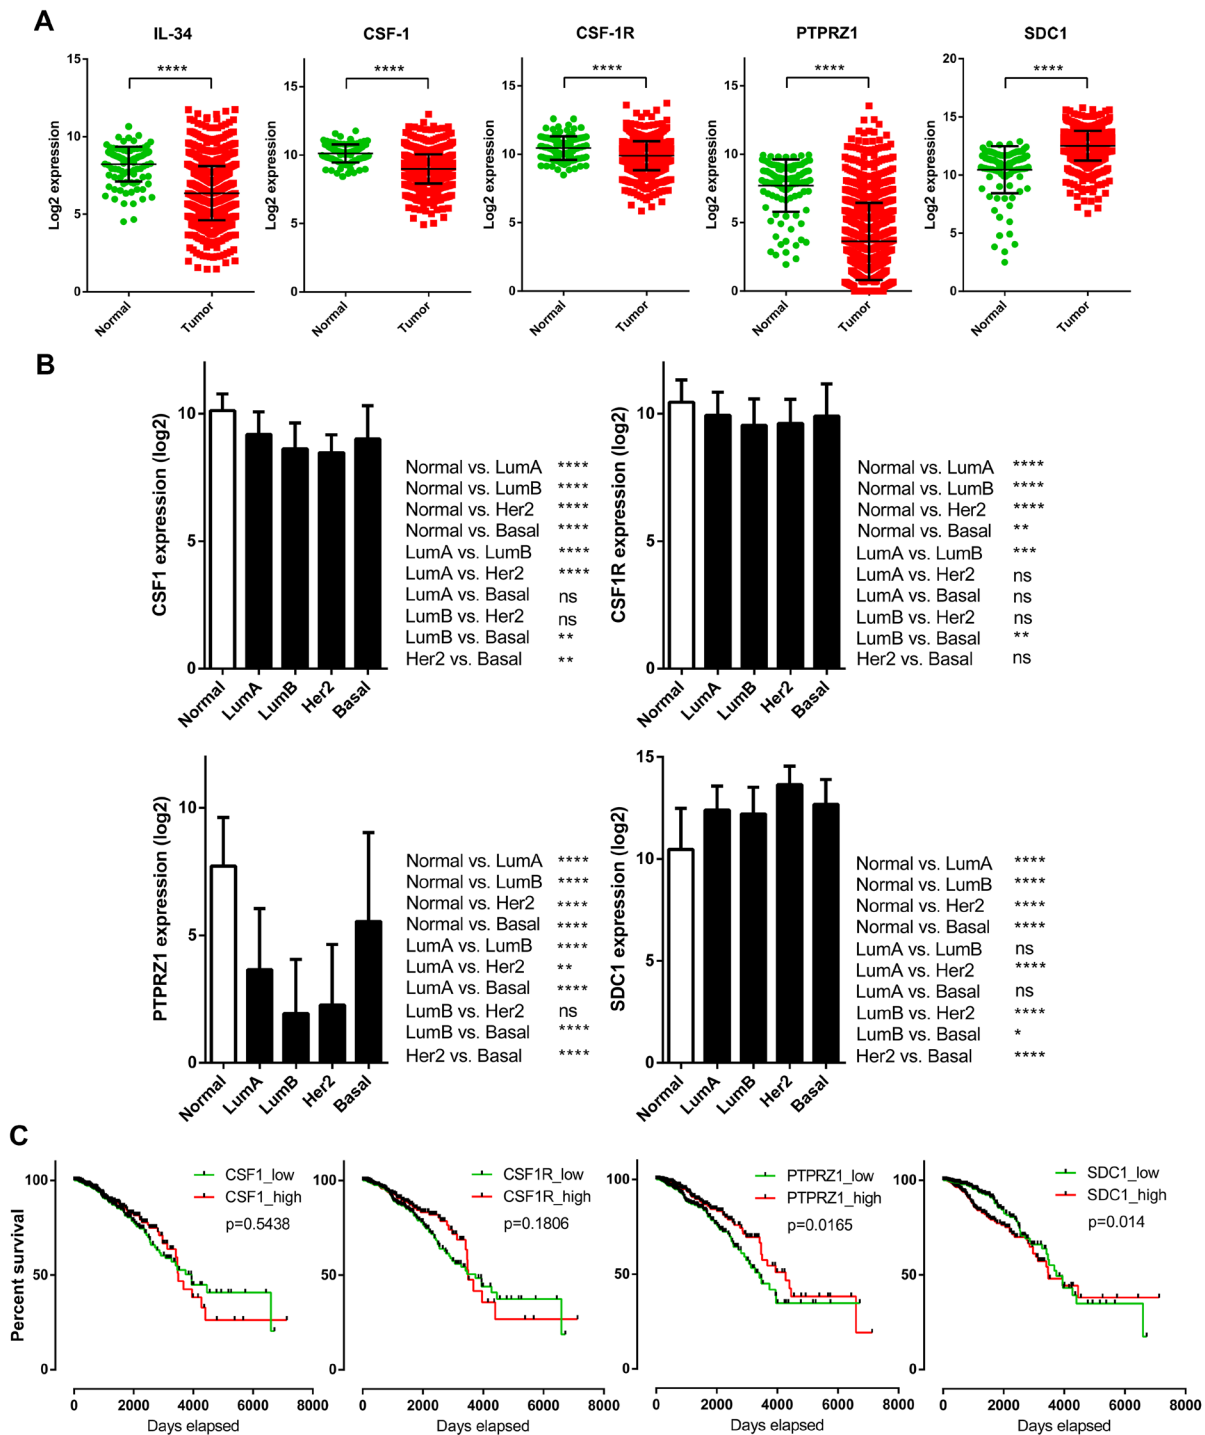 A
IL-34
CSF-1
CSF-1R
PTPRZ1
SDC1
Log2 expression
15
10
5
0
****
Normal
Tumor
Log2 expression
15
10
5
0
****
Normal
Tumor
Log2 expression
15
10
5
0
****
Normal
Tumor
Log2 expression
15
10
5
0
****
Normal
Tumor
Log2 expression
20
15
10
5
0
****
Normal
Tumor
B
CSF1 expression (log2)
10
5
0
Normal
LumA
LumB
Her2
Basal
Normal vs. LumA ****
Normal vs. LumB ****
Normal vs. Her2 ****
Normal vs. Basal ****
LumA vs. LumB ****
LumA vs. Her2 ****
LumA vs. Basal ns
LumB vs. Her2 ns
LumB vs. Basal **
Her2 vs. Basal **
CSF1R expression (log2)
10
5
0
Normal
LumA
LumB
Her2
Basal
Normal vs. LumA ****
Normal vs. LumB ****
Normal vs. Her2 ****
Normal vs. Basal **
LumA vs. LumB ***
LumA vs. Her2 ns
LumA vs. Basal ns
LumB vs. Her2 ns
LumB vs. Basal **
Her2 vs. Basal ns
PTPRZ1 expression (log2)
10
5
0
Normal
LumA
LumB
Her2
Basal
Normal vs. LumA ****
Normal vs. LumB ****
Normal vs. Her2 ****
Normal vs. Basal ****
LumA vs. LumB ****
LumA vs. Her2 **
LumA vs. Basal ****
LumB vs. Her2 ns
LumB vs. Basal ****
Her2 vs. Basal ****
SDC1 expression (log2)
15
10
5
0
Normal
LumA
LumB
Her2
Basal
Normal vs. LumA ****
Normal vs. LumB ****
Normal vs. Her2 ****
Normal vs. Basal ****
LumA vs. LumB ns
LumA vs. Her2 ****
LumA vs. Basal ns
LumB vs. Her2 ****
LumB vs. Basal *
Her2 vs. Basal ****
C
Percent survival
100
50
0
CSF1_low
CSF1_high
p=0.5438
0 2000 4000 6000 8000
Days elapsed
100
50
0
CSF1R_low
CSF1R_high
p=0.1806
0 2000 4000 6000 8000
Days elapsed
100
50
0
PTPRZ1_low
PTPRZ1_high
p=0.0165
0 2000 4000 6000 8000
Days elapsed
100
50
0
SDC1_low
SDC1_high
p=0.014
0 2000 4000 6000 8000
Days elapsed